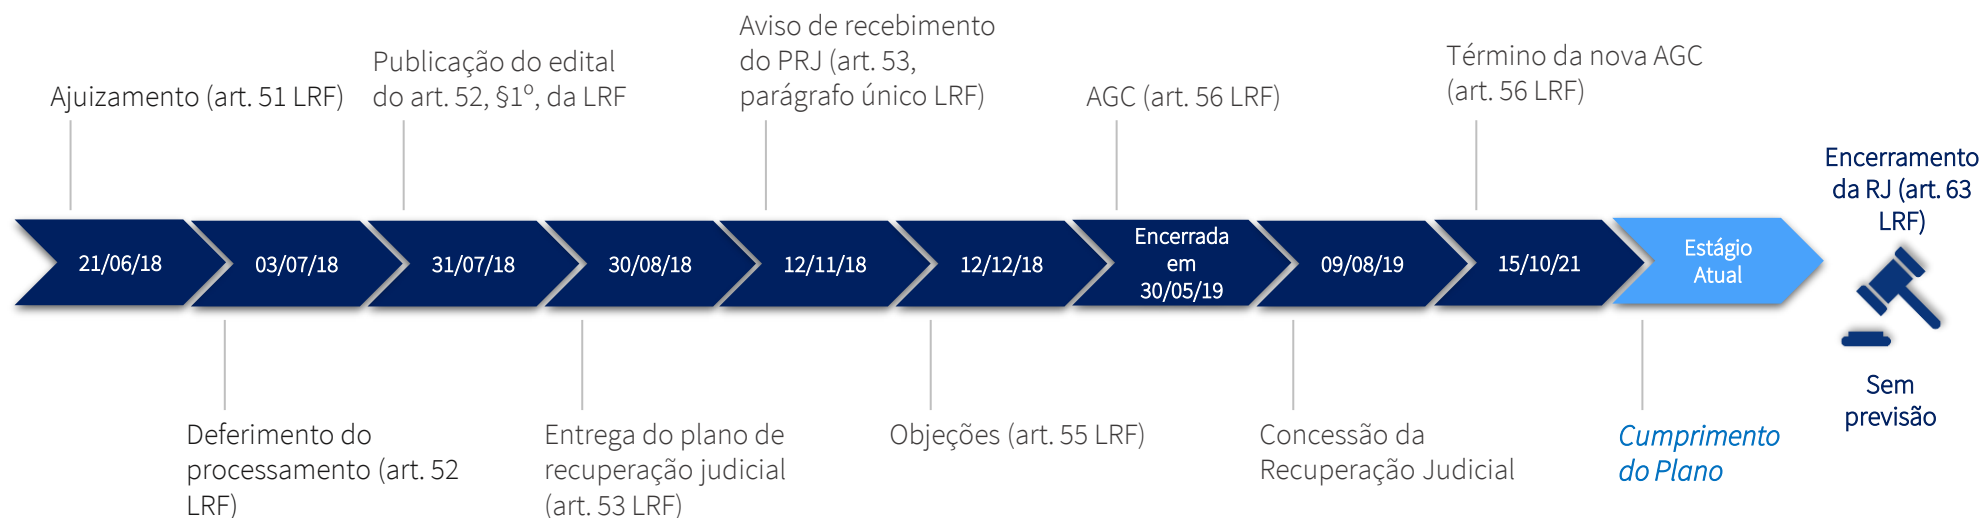 Ajuizamento (art. 51 LRF)
Publicação do edital
do art. 52, §1º, da LRF
Aviso de recebimento
do PRJ (art. 53,
parágrafo único LRF)
AGC (art. 56 LRF)
Término da nova AGC
(art. 56 LRF)
21/06/18
03/07/18
31/07/18
30/08/18
12/11/18
12/12/18
Encerrada
em
30/05/19
09/08/19
15/10/21
Estágio
Atual
Encerramento
da RJ (art. 63
LRF)
Sem
previsão
Deferimento do
processamento (art. 52
LRF)
Entrega do plano de
recuperação judicial
(art. 53 LRF)
Objeções (art. 55 LRF)
Concessão da
Recuperação Judicial
Cumprimento
do Plano